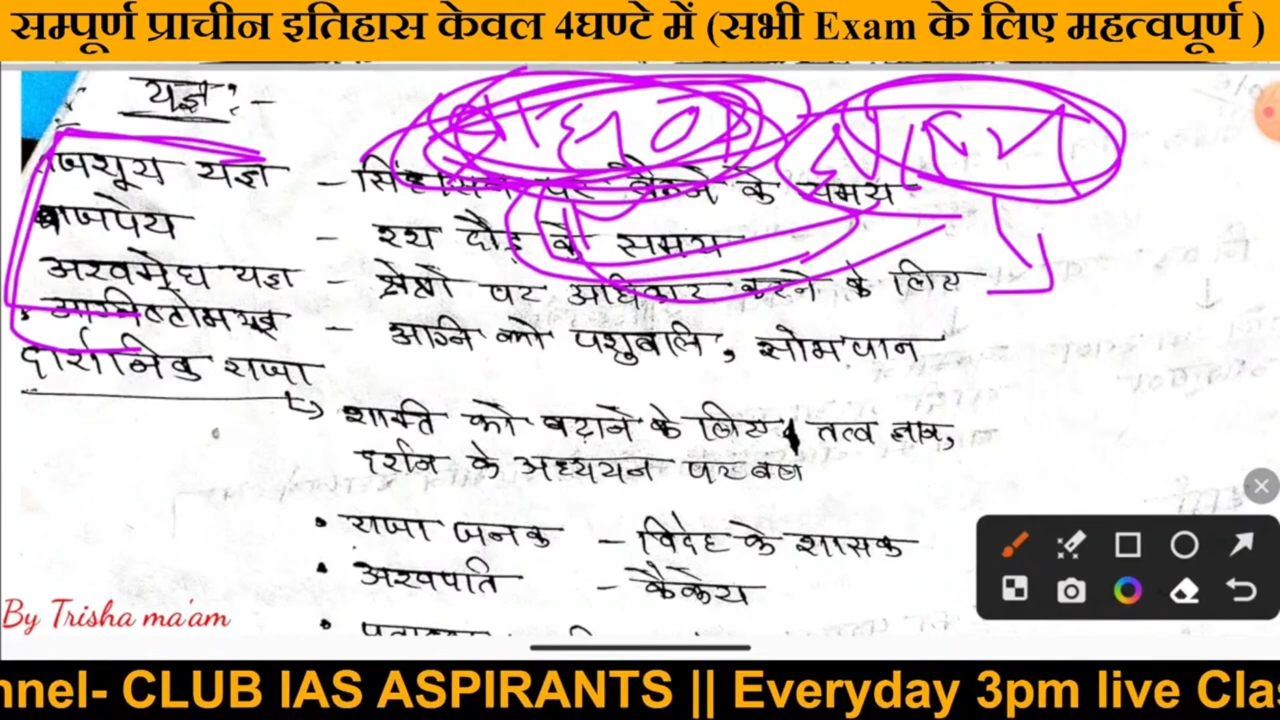 सम्पूर्ण प्राचीन इतिहास केवल 4घण्टे में (सभी Exam के लिए महत्वपूर्ण )
यज्ञ :-
राजसूय यज्ञ - सिंहासन पर बैठने के समय
वाजपेय - रथ दौड़ के समय
अश्वमेध यज्ञ - क्षेत्रों पर अधिकार करने के लिए
अग्निष्टोम यज्ञ - अग्नि को पशुबलि, सोमपान
दार्शनिक राजा
शक्ति को बढ़ाने के लिए तत्व ज्ञान,
दर्शन के अध्ययन पर बल
• राजा जनक - विदेह के शासक
• अश्वपति - कैकेय
By Trisha ma'am
nnel- CLUB IAS ASPIRANTS || Everyday 3pm live Cla